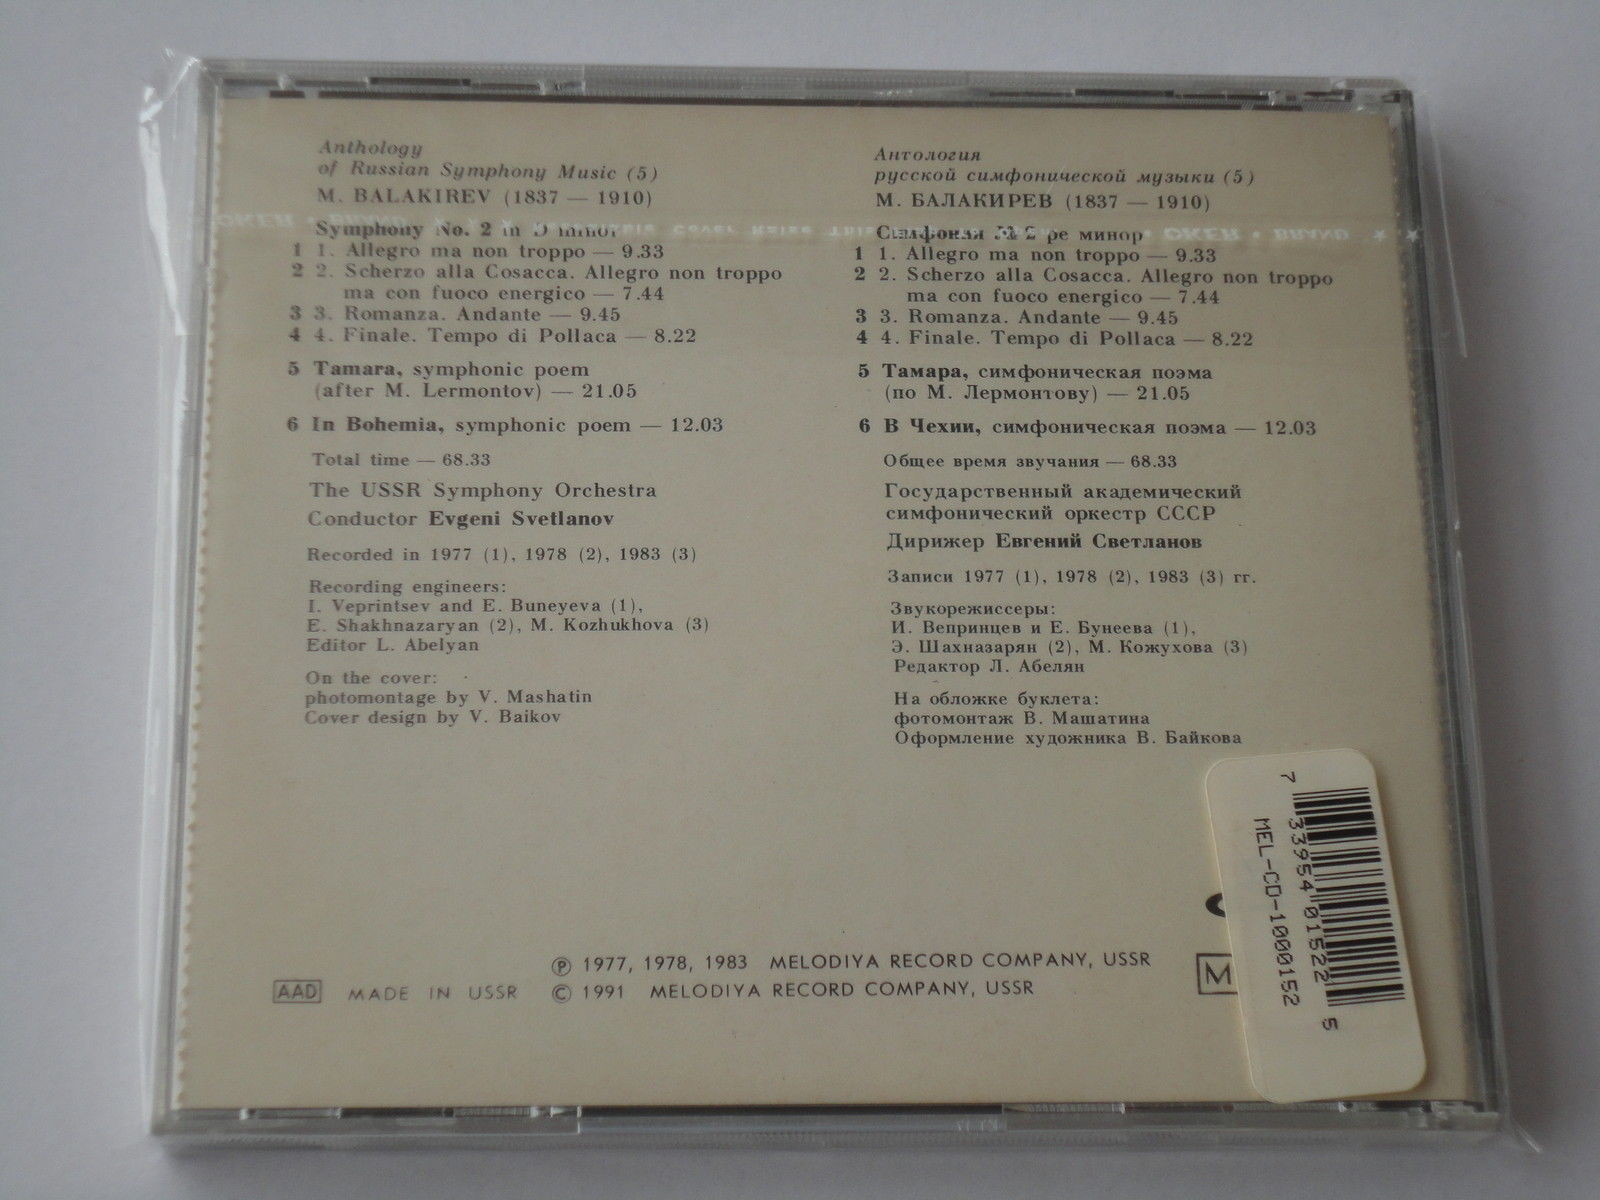 Anthology
of Russian Symphony Music (5)
M. BALAKIREV (1837 — 1910)
Symphony No. 2 in D minor
1 1. Allegro ma non troppo — 9.33
2 2. Scherzo alla Cosacca. Allegro non troppo
ma con fuoco energico — 7.44
3 3. Romanza. Andante — 9.45
4 4. Finale. Tempo di Pollaca — 8.22
5 Tamara, symphonic poem
(after M. Lermontov) — 21.05
6 In Bohemia, symphonic poem — 12.03
Total time — 68.33
The USSR Symphony Orchestra
Conductor Evgeni Svetlanov
Recorded in 1977 (1), 1978 (2), 1983 (3)
Recording engineers:
I. Veprintsev and E. Buneyeva (1),
E. Shakhnazaryan (2), M. Kozhukhova (3)
Editor L. Abelyan
On the cover:
photomontage by V. Mashatin
Cover design by V. Baikov
Антология
русской симфонической музыки (5)
М. БАЛАКИРЕВ (1837 — 1910)
Симфония № 2 ре минор
1 1. Allegro ma non troppo — 9.33
2 2. Scherzo alla Cosacca. Allegro non troppo
ma con fuoco energico — 7.44
3 3. Romanza. Andante — 9.45
4 4. Finale. Tempo di Pollaca — 8.22
5 Тамара, симфоническая поэма
(по М. Лермонтову) — 21.05
6 В Чехии, симфоническая поэма — 12.03
Общее время звучания — 68.33
Государственный академический
симфонический оркестр СССР
Дирижер Евгений Светланов
Записи 1977 (1), 1978 (2), 1983 (3) гг.
Звукорежиссеры:
И. Вепринцев и Е. Бунеева (1),
Э. Шахназарян (2), М. Кожухова (3)
Редактор Л. Абелян
На обложке буклета:
фотомонтаж В. Машатина
Оформление художника В. Байкова
7 33954 01522 5
MEL-CD-1000152
Ⓟ 1977, 1978, 1983 MELODIYA RECORD COMPANY, USSR
AAD MADE IN USSR © 1991 MELODIYA RECORD COMPANY, USSR